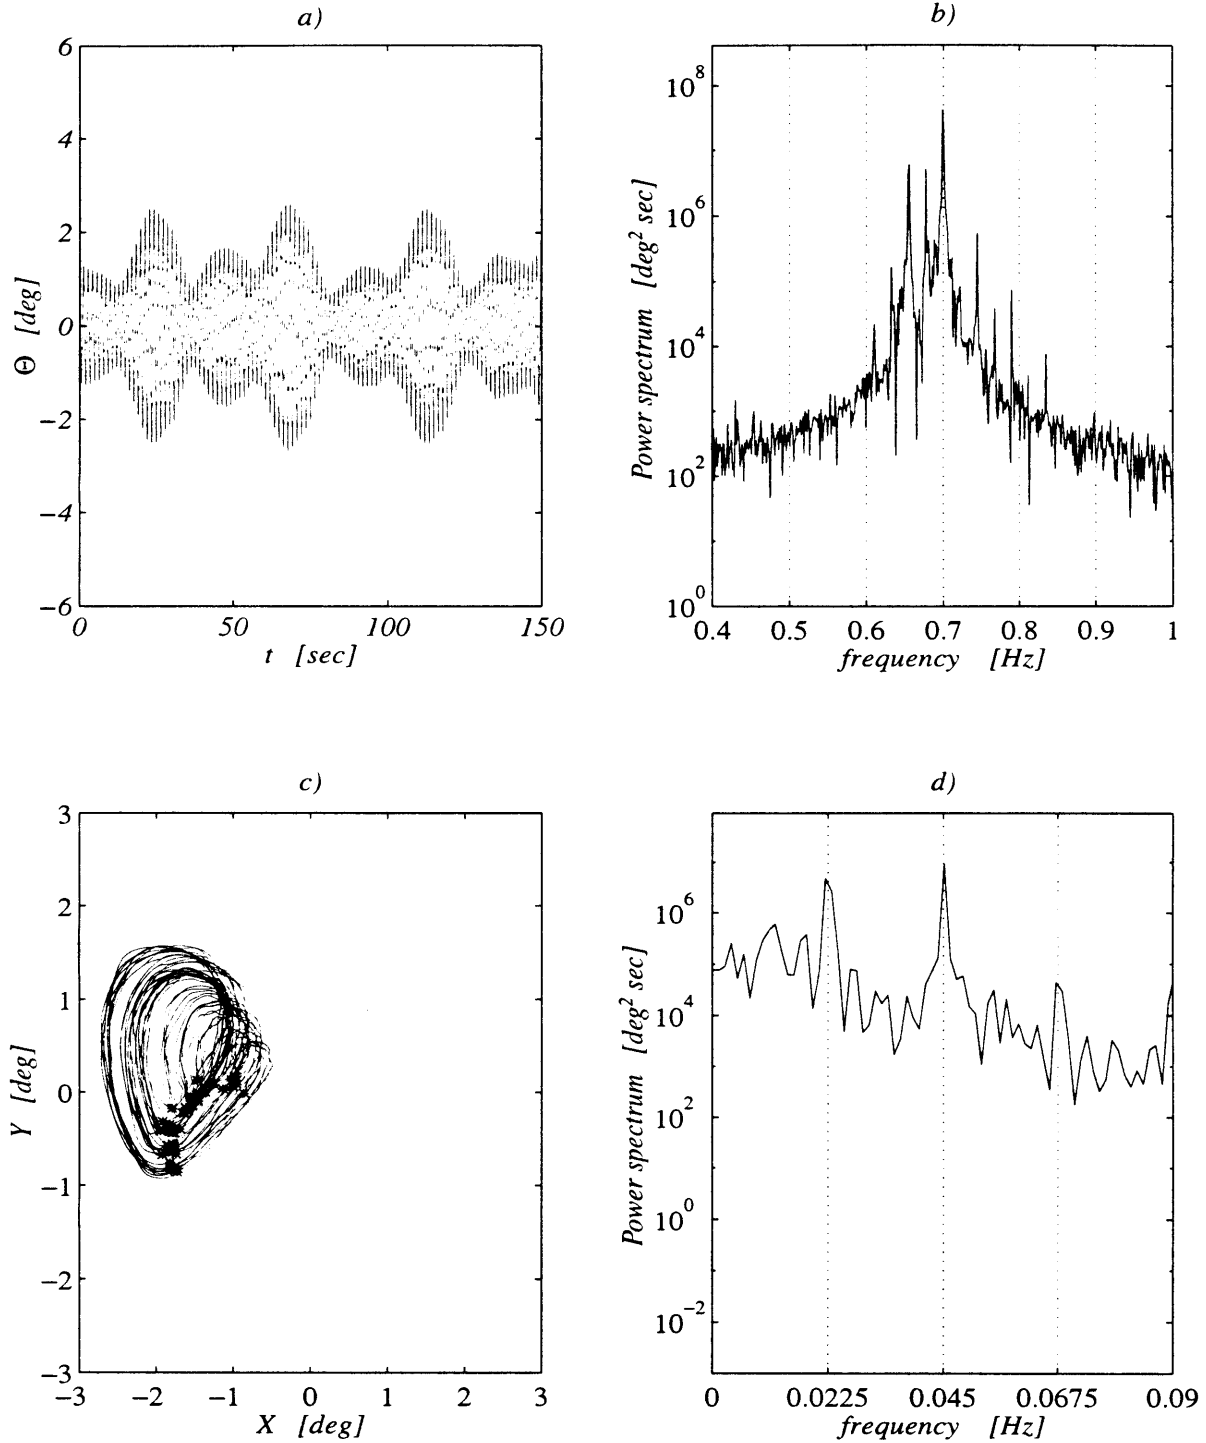 a)
6
4
2
0
−2
−4
−6
Θ [deg]
0 50 100 150
t [sec]
b)
10^8
10^6
10^4
10^2
10^0
Power spectrum [deg^2 sec]
0.4 0.5 0.6 0.7 0.8 0.9 1
frequency [Hz]
c)
3
2
1
0
−1
−2
−3
Y [deg]
−3 −2 −1 0 1 2 3
X [deg]
d)
10^6
10^4
10^2
10^0
10^−2
Power spectrum [deg^2 sec]
0 0.0225 0.045 0.0675 0.09
frequency [Hz]